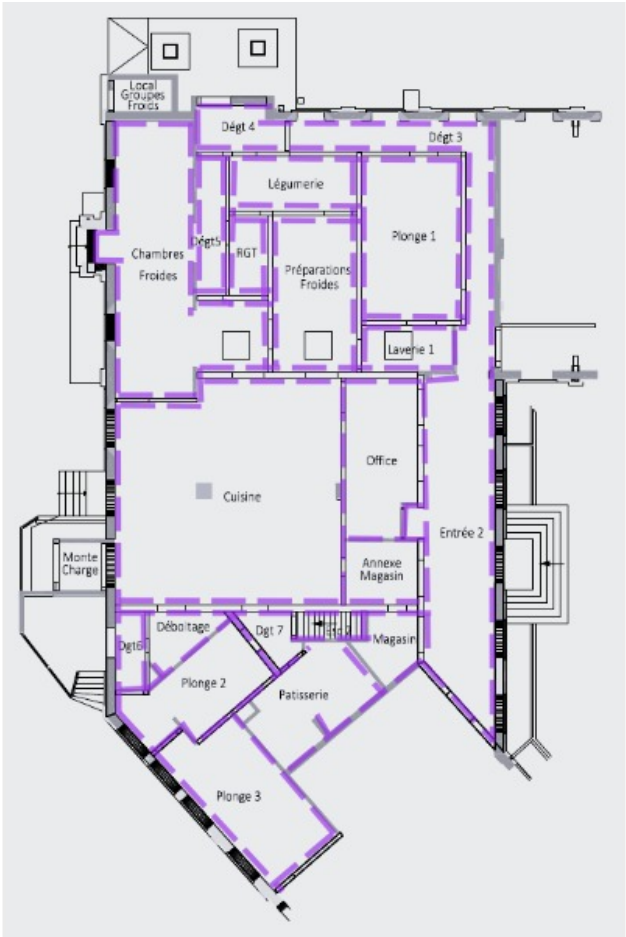 Local
Groupes
Froids
Dégt 4
Dégt 3
Légumerie
Plonge 1
Dégt5
RGT
Chambres
Froides
Préparations
Froides
Laverie 1
Office
Cuisine
Entrée 2
Monte
Charge
Annexe
Magasin
Déboîtage
Dgt 7
Magasin
Dgt6
Plonge 2
Patisserie
Plonge 3